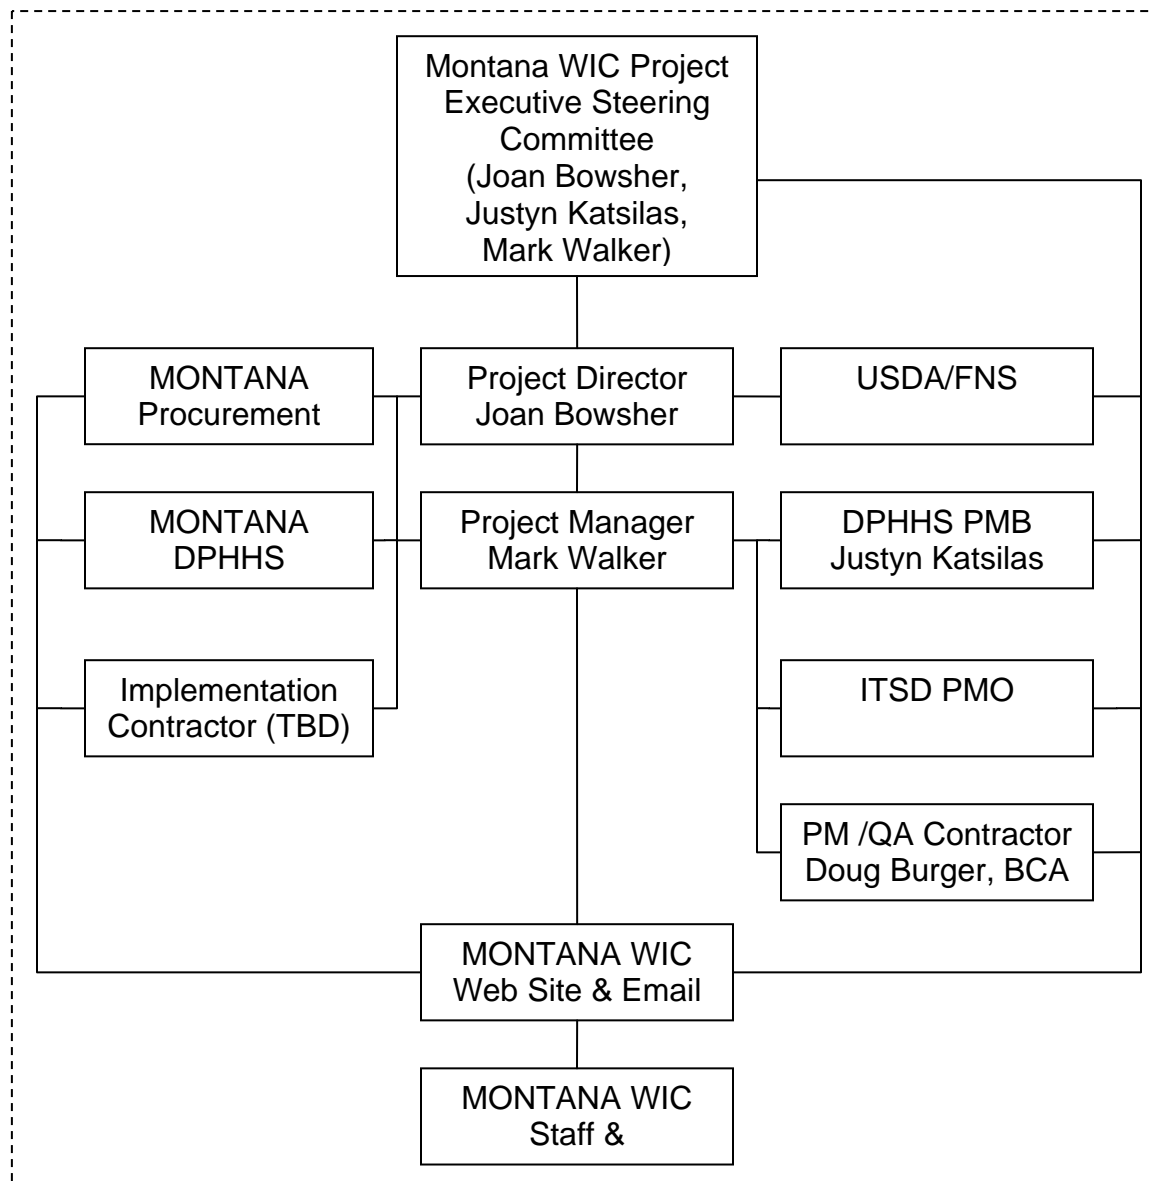 Montana WIC Project
Executive Steering
Committee
(Joan Bowsher,
Justyn Katsilas,
Mark Walker)
MONTANA
Procurement
Project Director
Joan Bowsher
USDA/FNS
MONTANA
DPHHS
Project Manager
Mark Walker
DPHHS PMB
Justyn Katsilas
Implementation
Contractor (TBD)
ITSD PMO
PM /QA Contractor
Doug Burger, BCA
MONTANA WIC
Web Site & Email
MONTANA WIC
Staff &